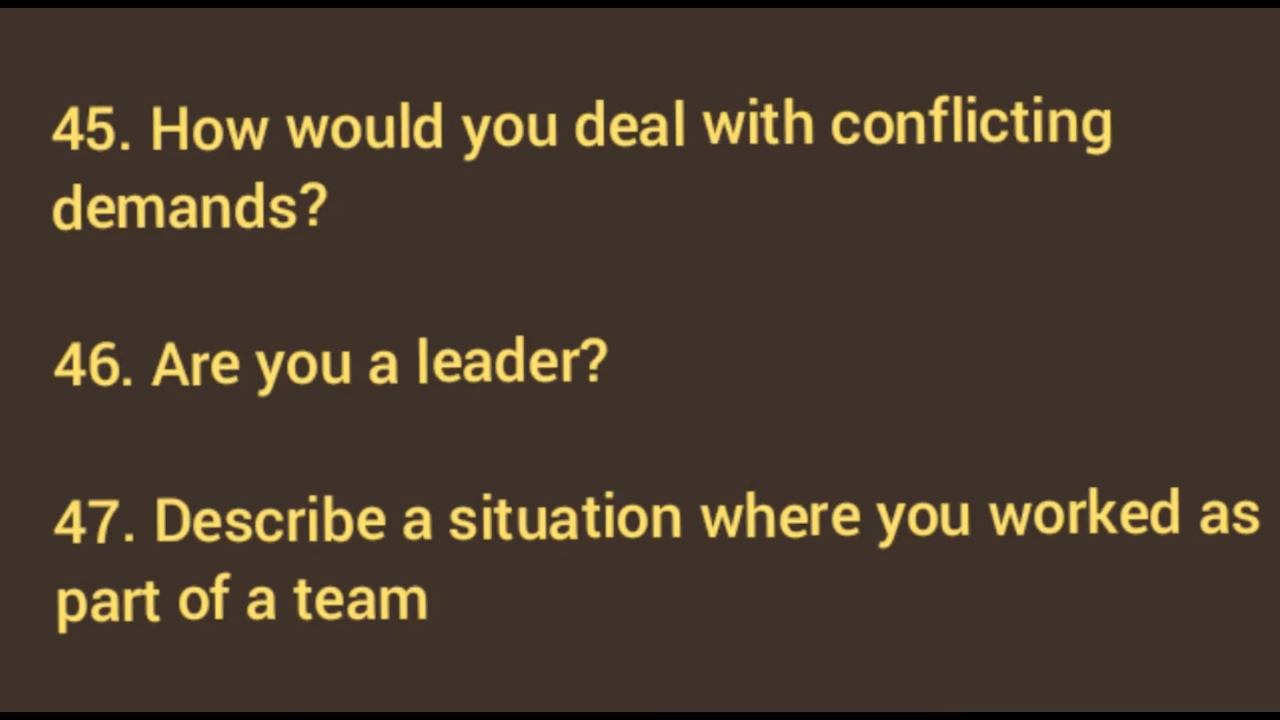 45. How would you deal with conflicting
demands?
46. Are you a leader?
47. Describe a situation where you worked as
part of a team